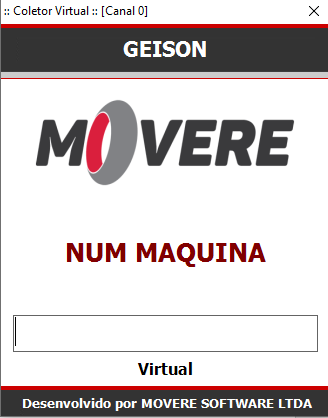 :: Coletor Virtual :: [Canal 0]
GEISON
MOVERE
NUM MAQUINA
Virtual
Desenvolvido por MOVERE SOFTWARE LTDA